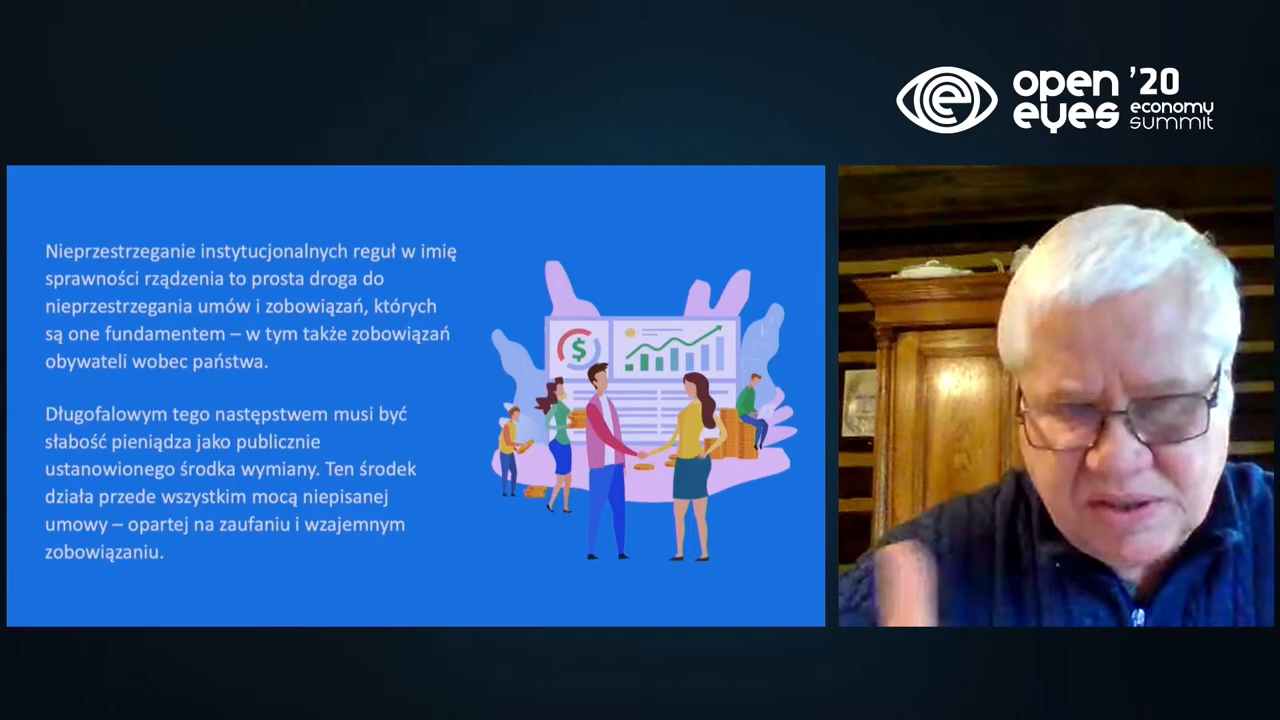 open '20
eyes economy
summit
Nieprzestrzeganie instytucjonalnych reguł w imię
sprawności rządzenia to prosta droga do
nieprzestrzegania umów i zobowiązań, których
są one fundamentem – w tym także zobowiązań
obywateli wobec państwa.
Długofalowym tego następstwem musi być
słabość pieniądza jako publicznie
ustanowionego środka wymiany. Ten środek
działa przede wszystkim mocą niepisanej
umowy – opartej na zaufaniu i wzajemnym
zobowiązaniu.
$